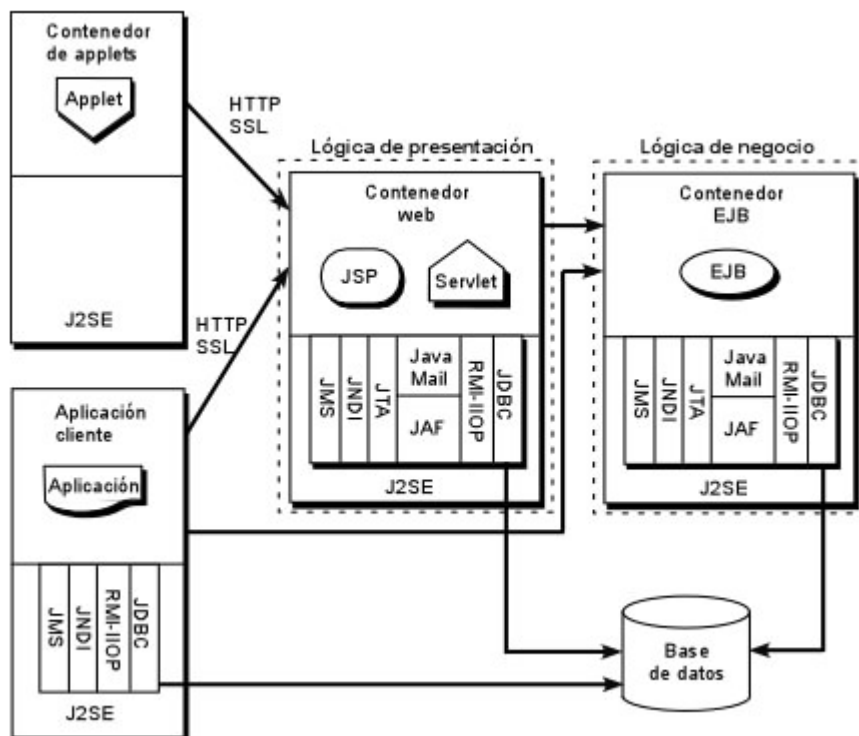 Contenedor
de applets
Applet
J2SE
HTTP
SSL
HTTP
SSL
Aplicación
cliente
Aplicación
JMS
JNDI
RMI-IIOP
JDBC
J2SE
Lógica de presentación
Contenedor
web
JSP
Servlet
JMS
JNDI
JTA
Java
Mail
JAF
RMI-IIOP
JDBC
J2SE
Lógica de negocio
Contenedor
EJB
EJB
JMS
JNDI
JTA
Java
Mail
JAF
RMI-IIOP
JDBC
J2SE
Base
de datos